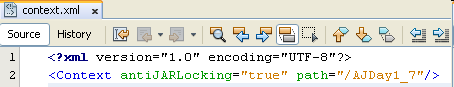 context.xml
Source History
1 <?xml version="1.0" encoding="UTF-8"?>
2 <Context antiJARLocking="true" path="/AJDay1_7"/>